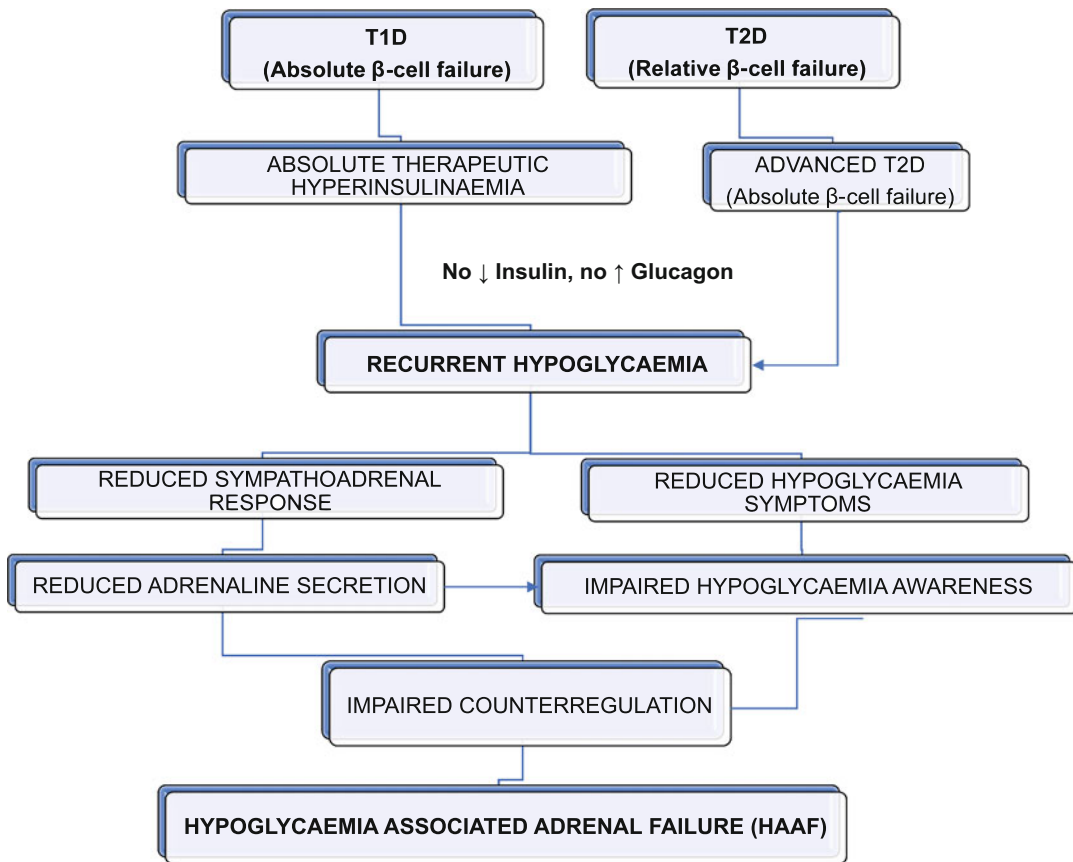 T1D
(Absolute β-cell failure)
T2D
(Relative β-cell failure)
ABSOLUTE THERAPEUTIC
HYPERINSULINAEMIA
ADVANCED T2D
(Absolute β-cell failure)
No ↓ Insulin, no ↑ Glucagon
RECURRENT HYPOGLYCAEMIA
REDUCED SYMPATHOADRENAL
RESPONSE
REDUCED HYPOGLYCAEMIA
SYMPTOMS
REDUCED ADRENALINE SECRETION
IMPAIRED HYPOGLYCAEMIA AWARENESS
IMPAIRED COUNTERREGULATION
HYPOGLYCAEMIA ASSOCIATED ADRENAL FAILURE (HAAF)